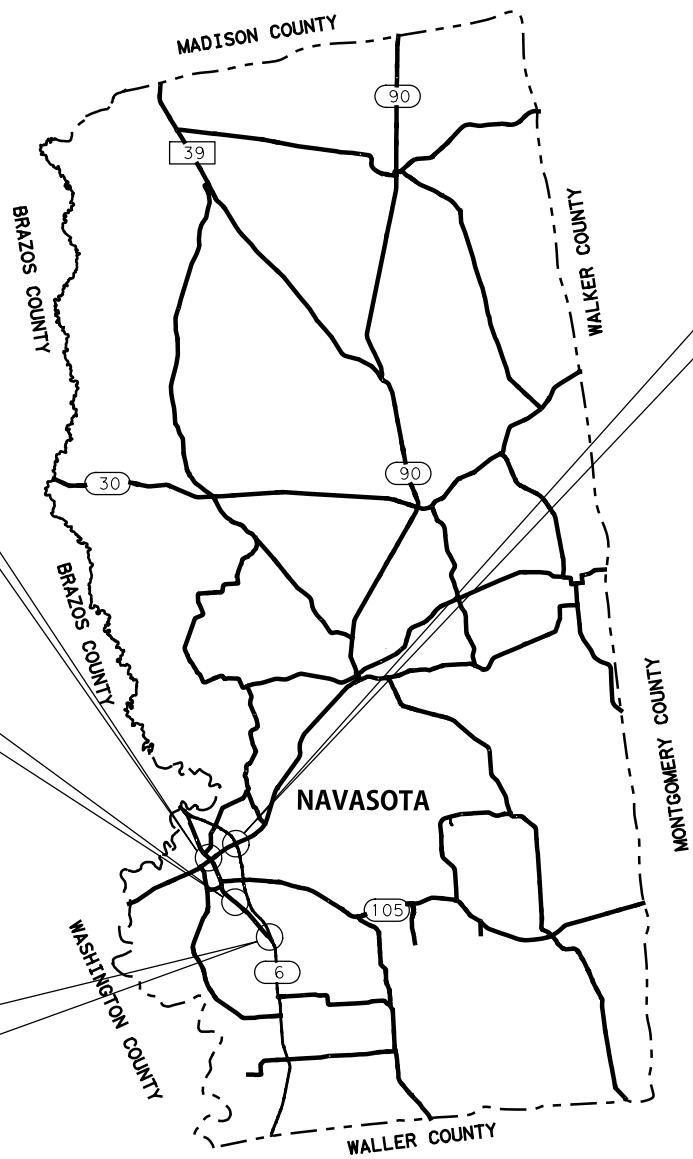 MADISON COUNTY
90
39
BRAZOS COUNTY
WALKER COUNTY
90
30
BRAZOS COUNTY
MONTGOMERY COUNTY
NAVASOTA
105
WASHINGTON COUNTY
6
WALLER COUNTY